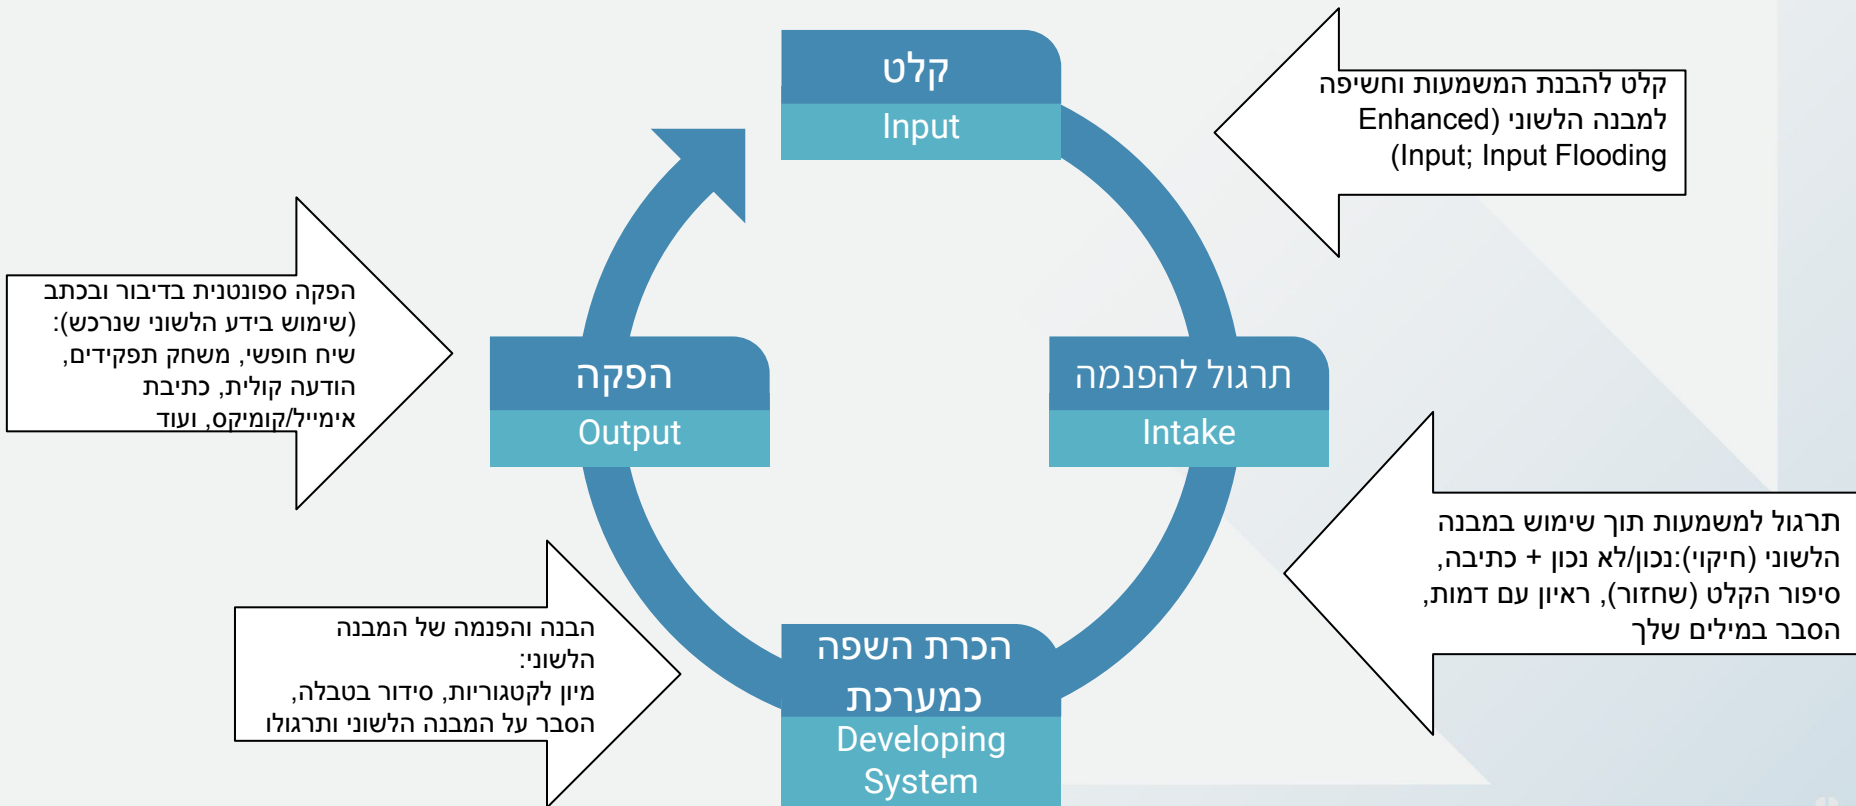 קלט
Input
קלט להבנת המשמעות וחשיפה
למבנה הלשוני (Enhanced
Input; Input Flooding)
תרגול להפנמה
Intake
תרגול למשמעות תוך שימוש במבנה
הלשוני (חיקוי):נכון/לא נכון + כתיבה,
סיפור הקלט (שחזור), ראיון עם דמות,
הסבר במילים שלך
הכרת השפה
כמערכת
Developing
System
הבנה והפנמה של המבנה
הלשוני:
מיון לקטגוריות, סידור בטבלה,
הסבר על המבנה הלשוני ותרגולו
הפקה
Output
הפקה ספונטנית בדיבור ובכתב
(שימוש בידע הלשוני שנרכש):
שיח חופשי, משחק תפקידים,
הודעה קולית, כתיבת
אימייל/קומיקס, ועוד